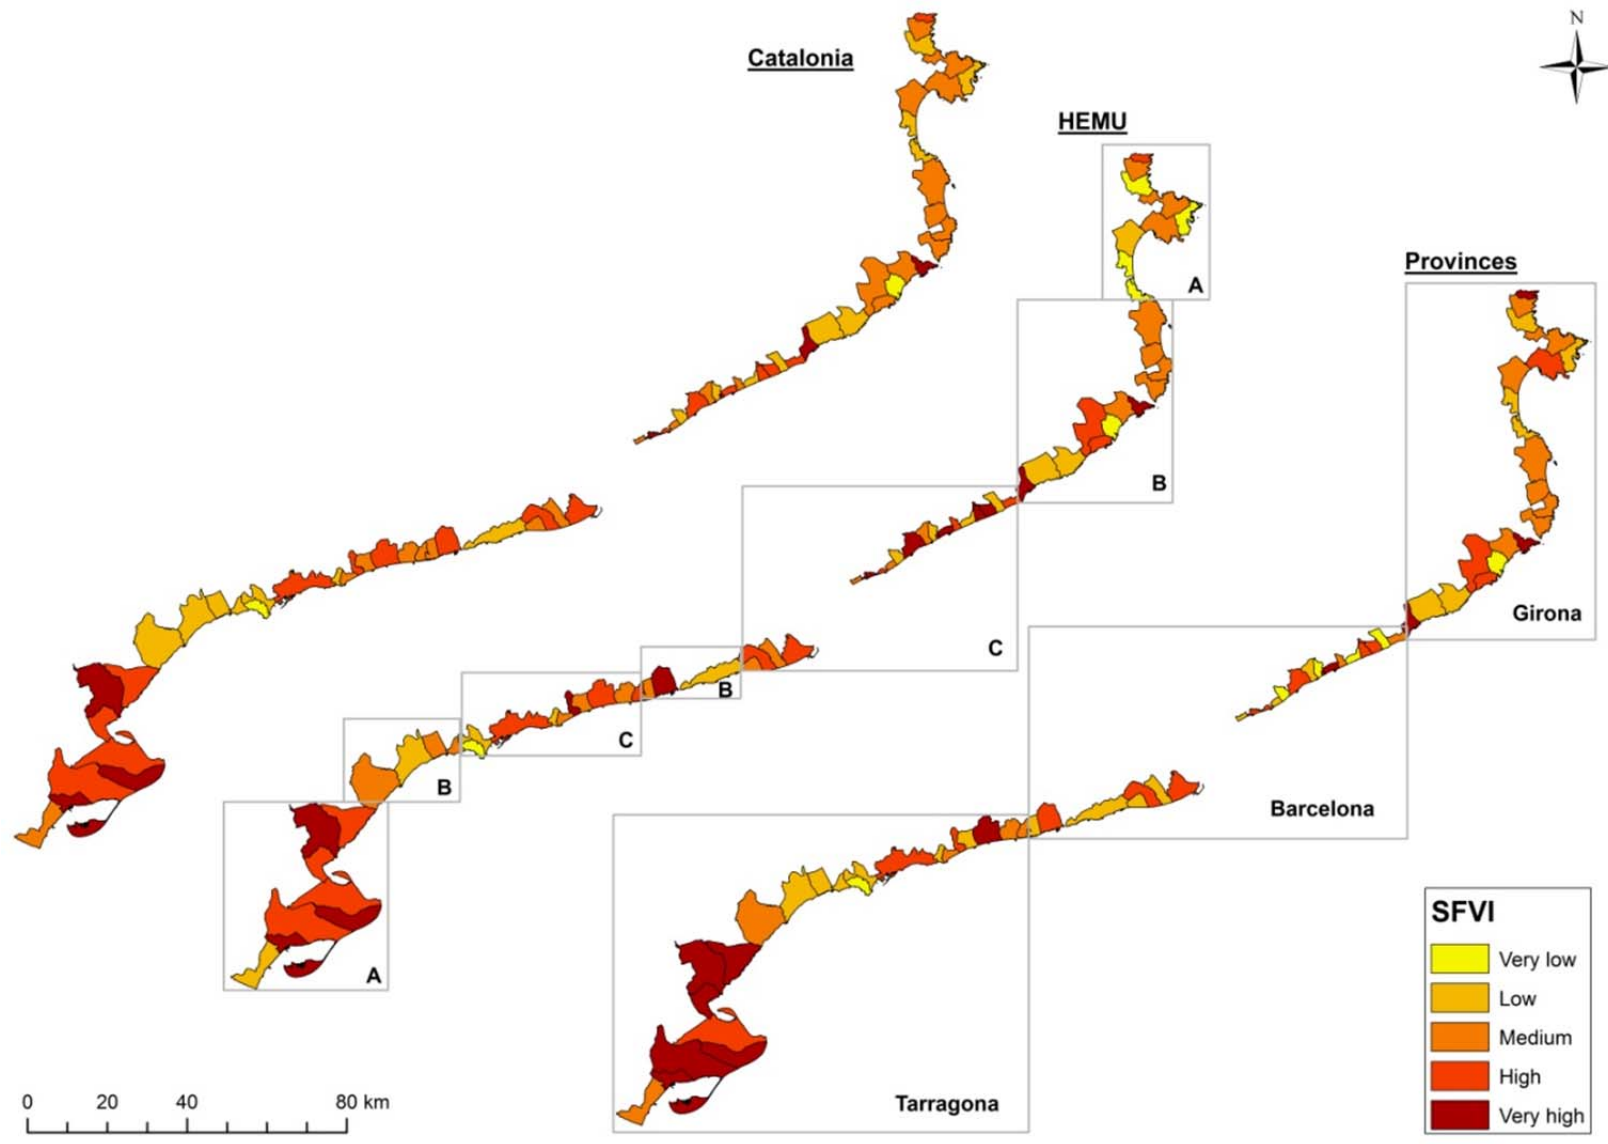 N
Catalonia
HEMU
A
Provinces
B
Girona
C
B
C
B
Barcelona
A
Tarragona
SFVI
Very low
Low
Medium
High
Very high
0 20 40 80 km